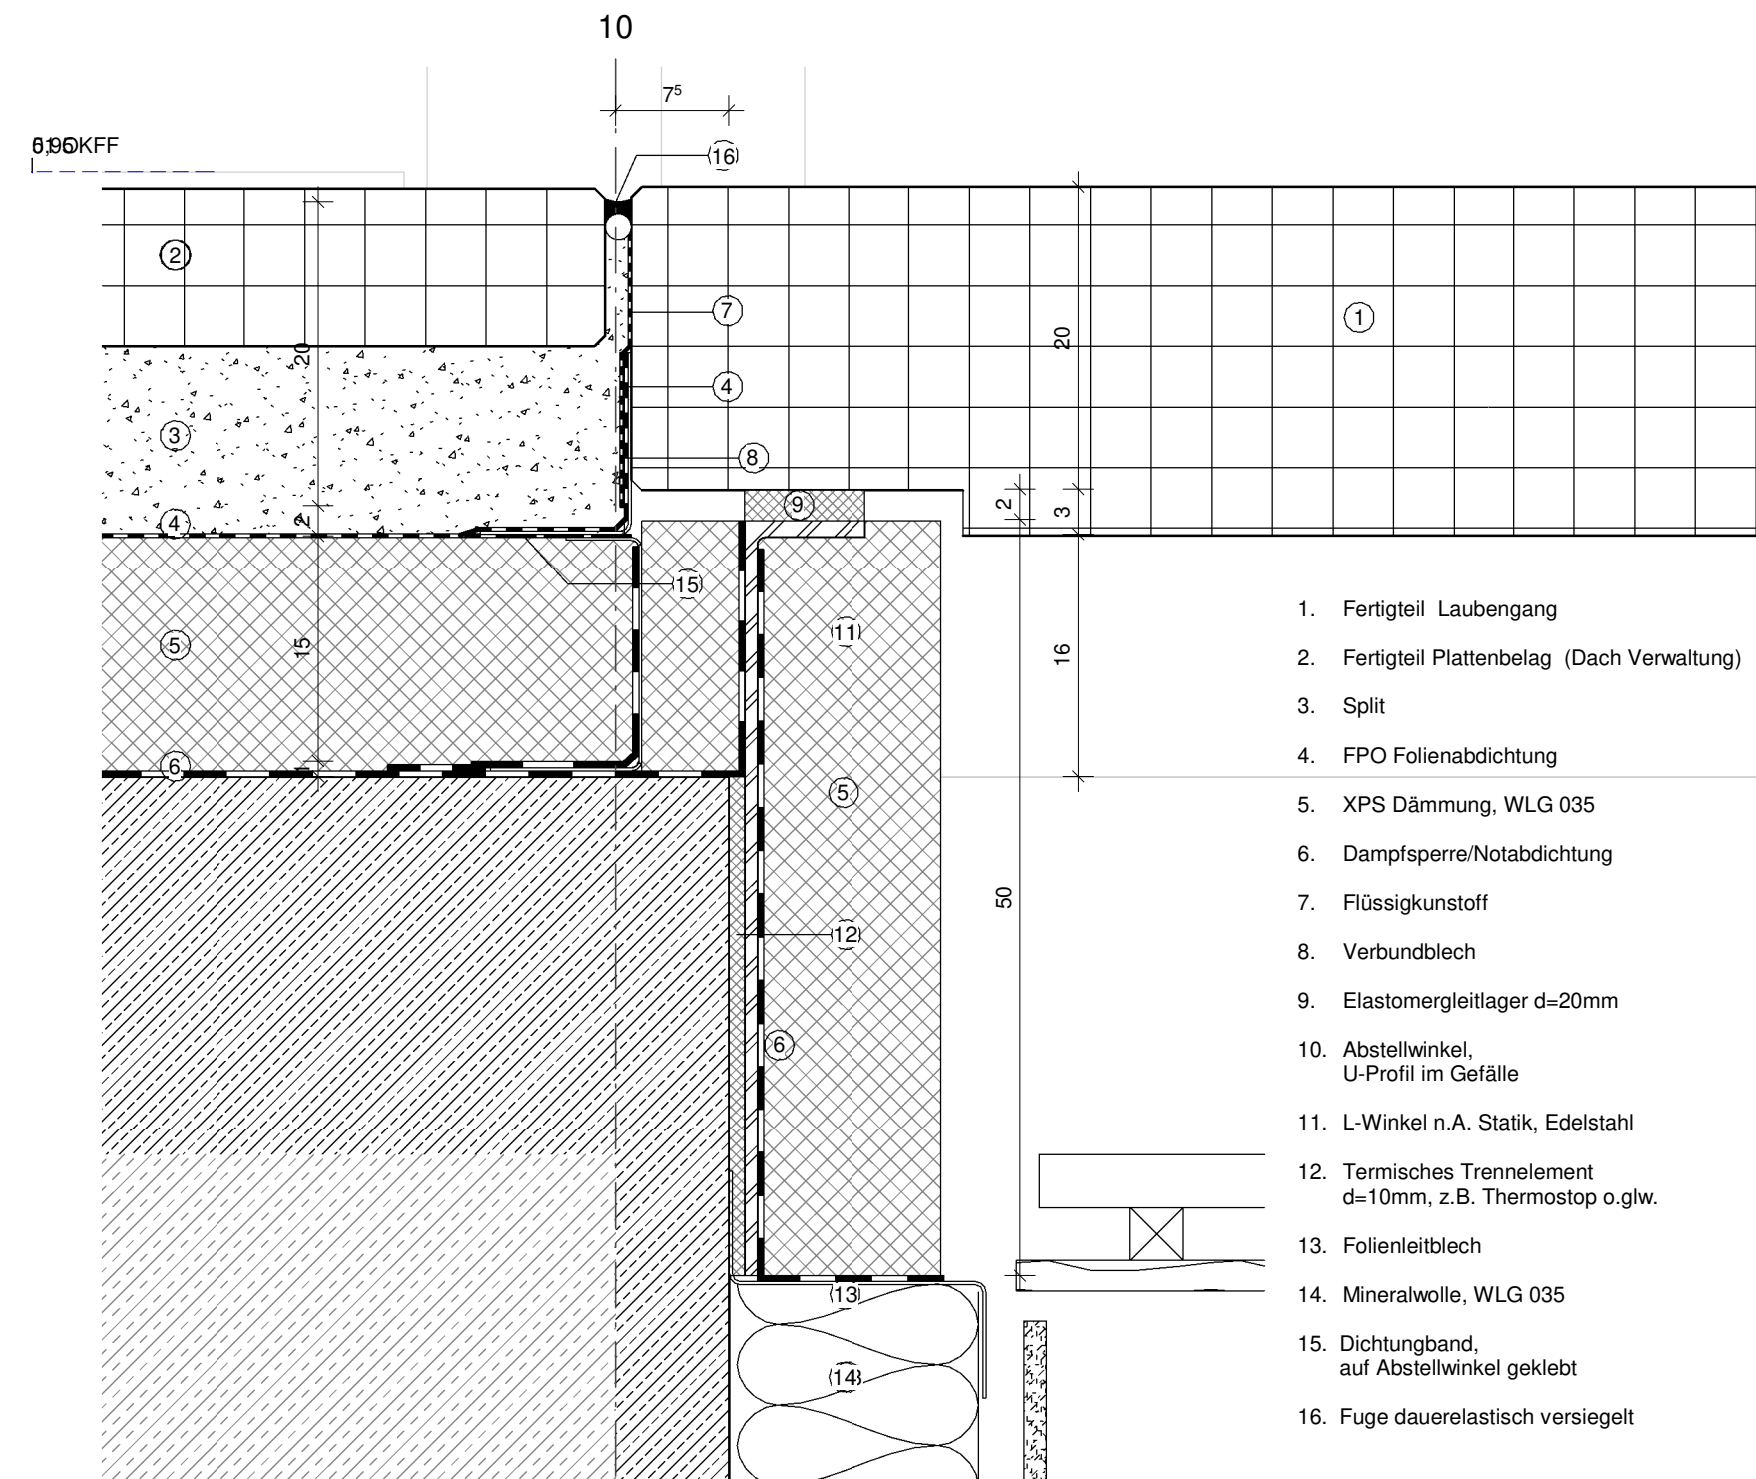 10
7⁵
16
OKFF
2
20
7
1
20
4
3
8
2
3
9
4
2
15
11
5
15
16
6
1
5
12
50
6
13
14
1. Fertigteil Laubengang
2. Fertigteil Plattenbelag (Dach Verwaltung)
3. Split
4. FPO Folienabdichtung
5. XPS Dämmung, WLG 035
6. Dampfsperre/Notabdichtung
7. Flüssigkunstoff
8. Verbundblech
9. Elastomergleitlager d=20mm
10. Abstellwinkel,
U-Profil im Gefälle
11. L-Winkel n.A. Statik, Edelstahl
12. Termisches Trennelement
d=10mm, z.B. Thermostop o.glw.
13. Folienleitblech
14. Mineralwolle, WLG 035
15. Dichtungband,
auf Abstellwinkel geklebt
16. Fuge dauerelastisch versiegelt